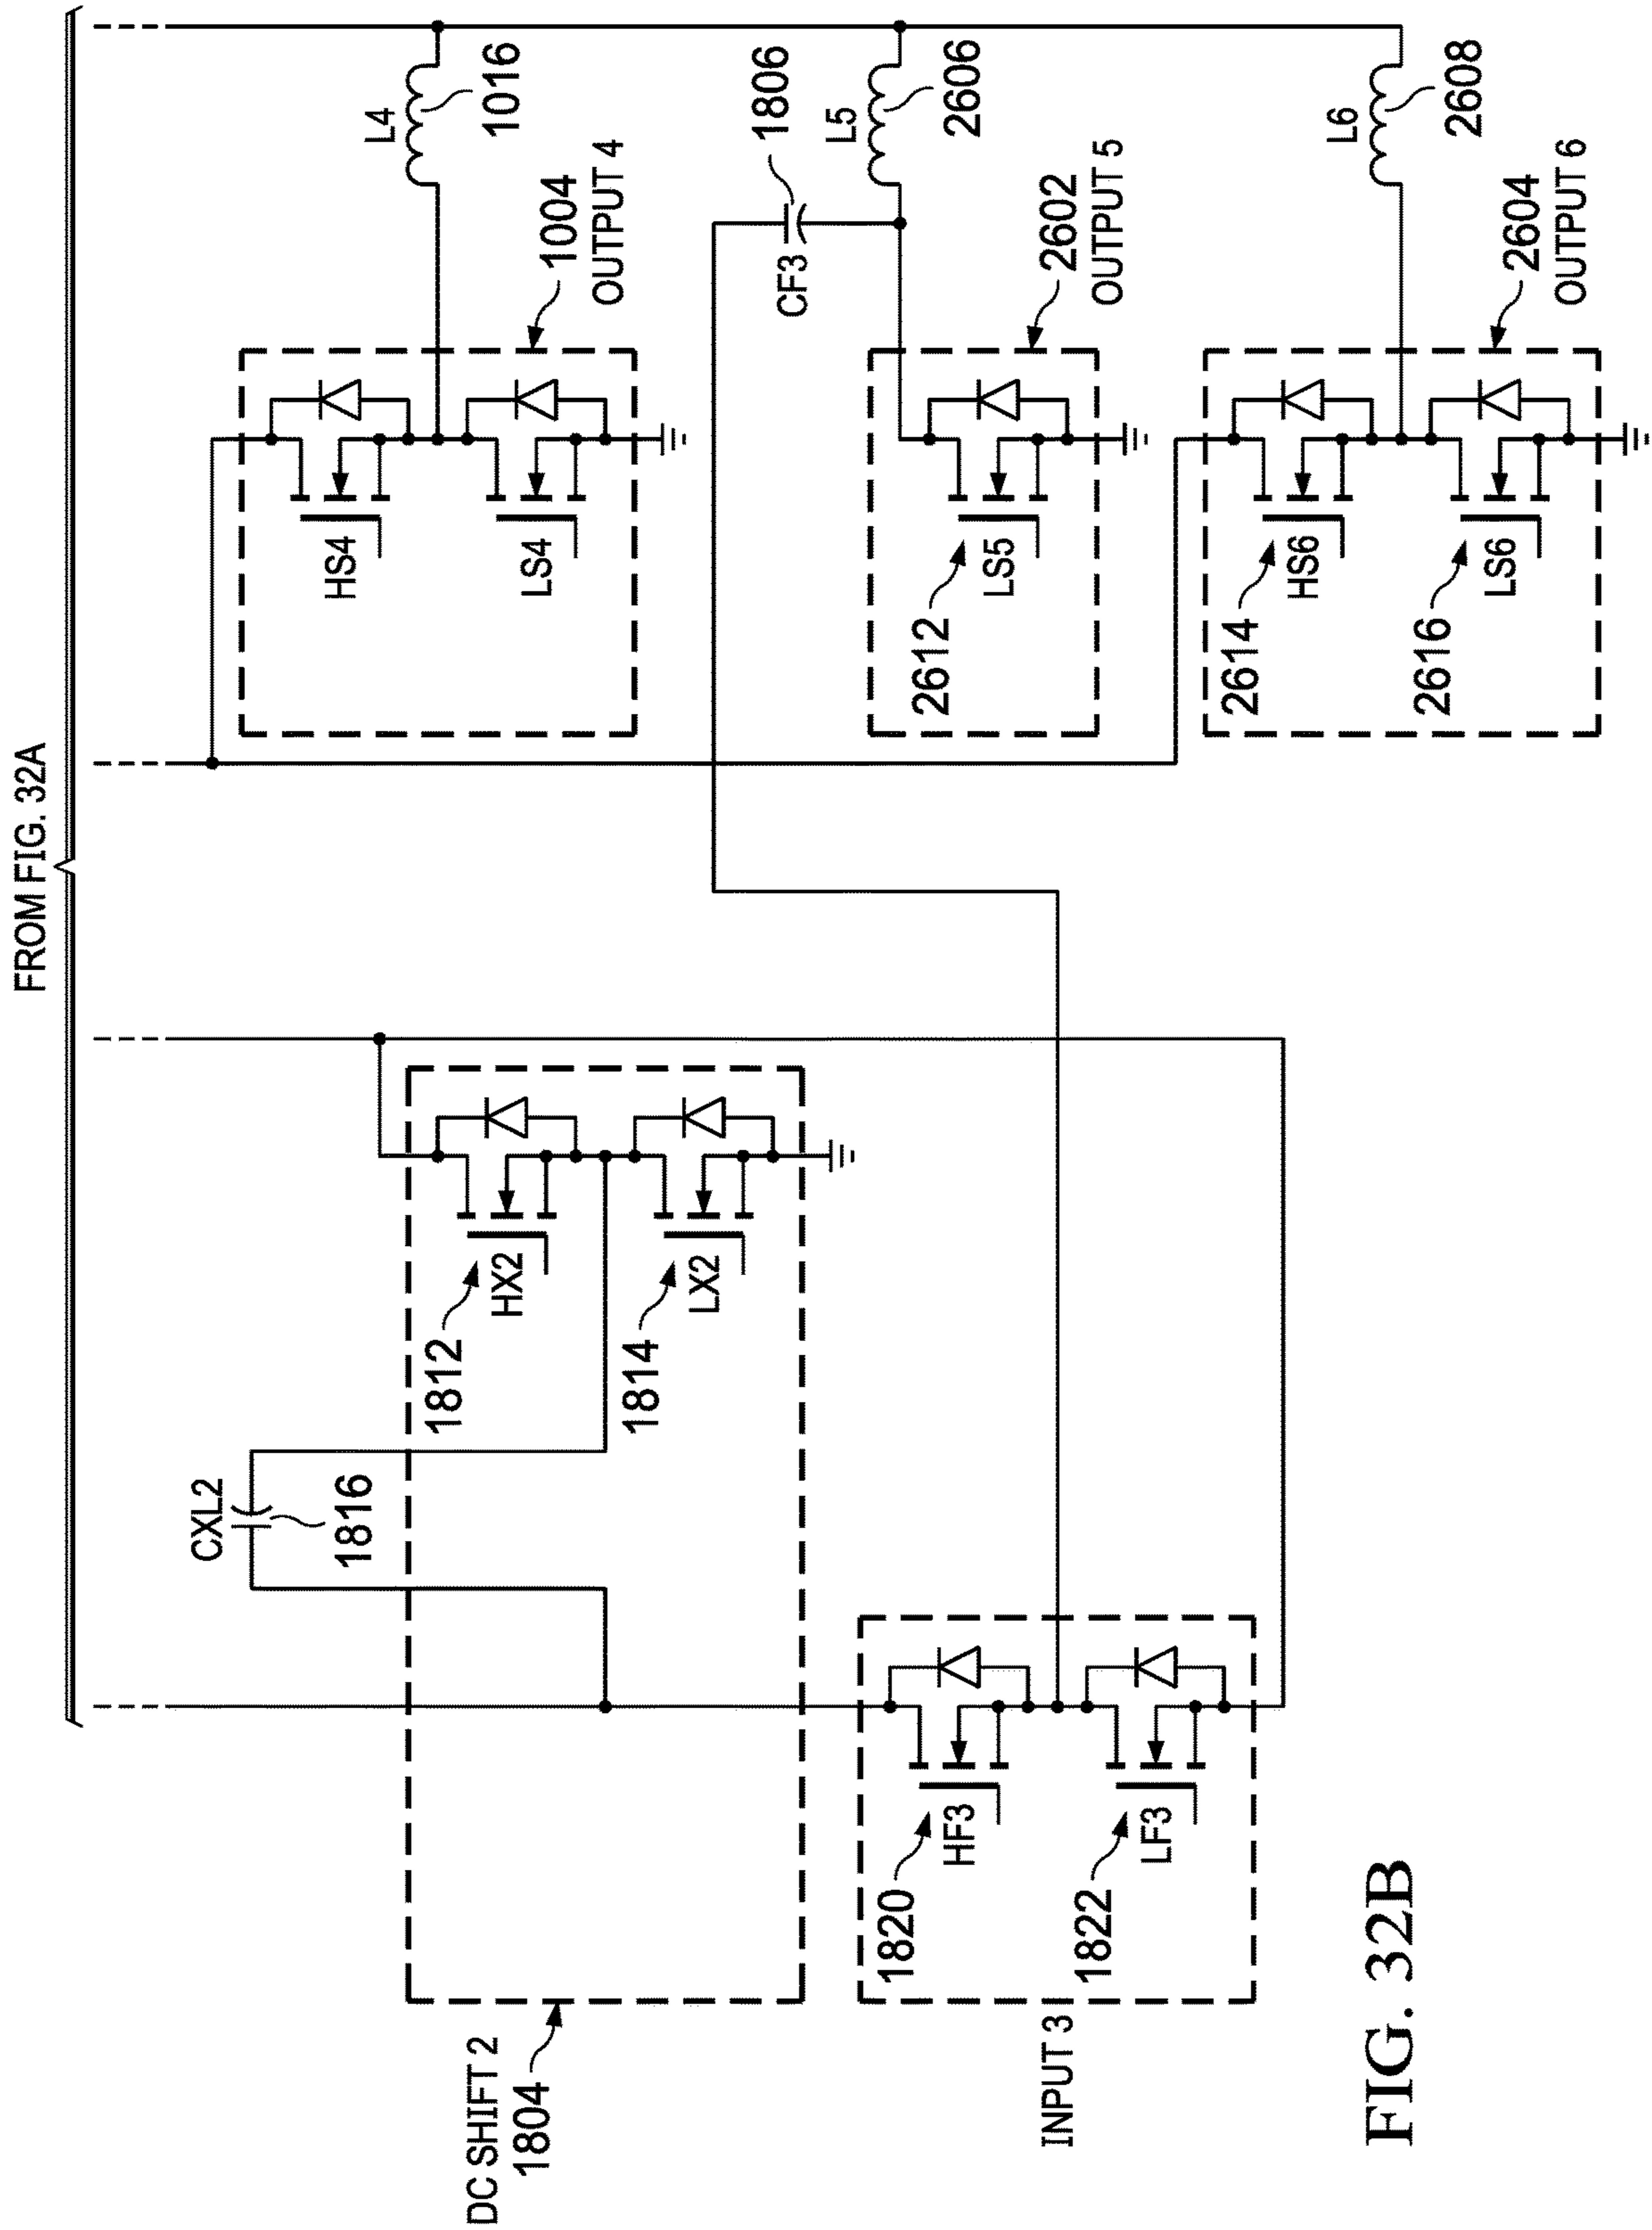 FROM FIG. 32A
L4
1016
1004
OUTPUT 4
HS4
LS4
1806
CF3
L5
2606
2602
OUTPUT 5
2612
LS5
L6
2608
2604
OUTPUT 6
2614
HS6
2616
LS6
CXL2
1816
1812
HX2
1814
LX2
DC SHIFT 2
1804
1820
HF3
1822
LF3
INPUT 3
FIG. 32B